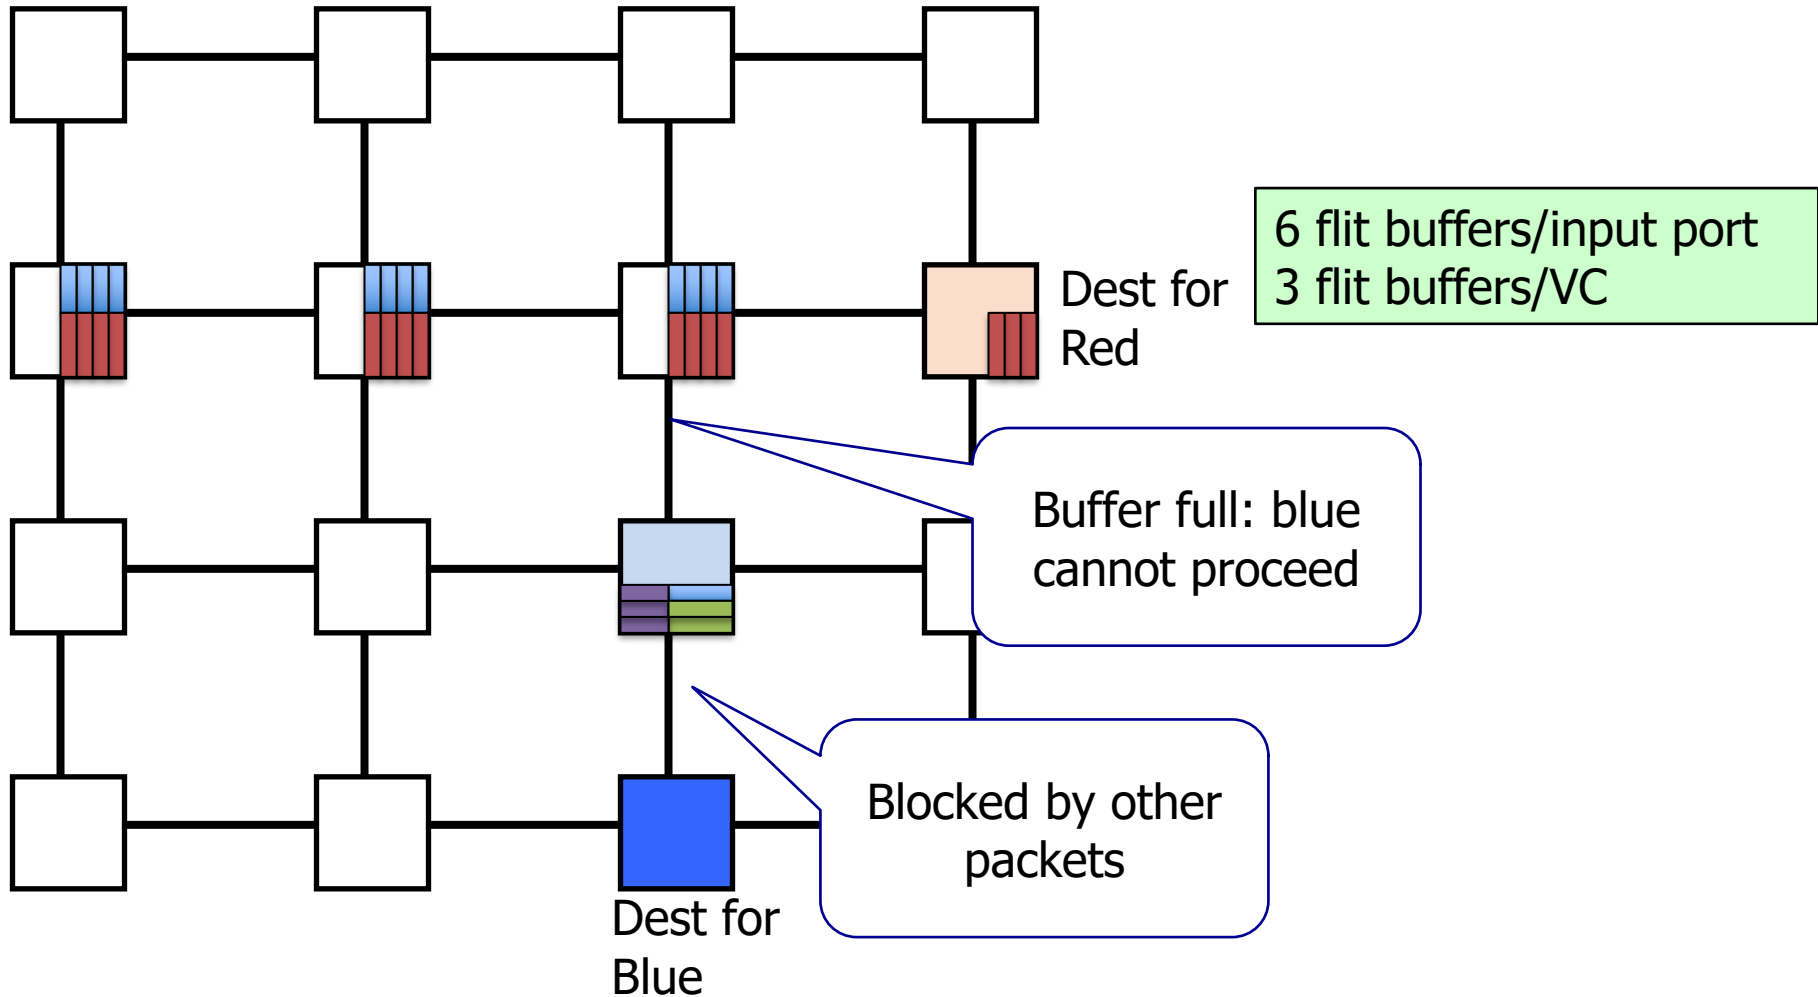 6 flit buffers/input port
3 flit buffers/VC
Dest for
Red
Buffer full: blue
cannot proceed
Blocked by other
packets
Dest for
Blue